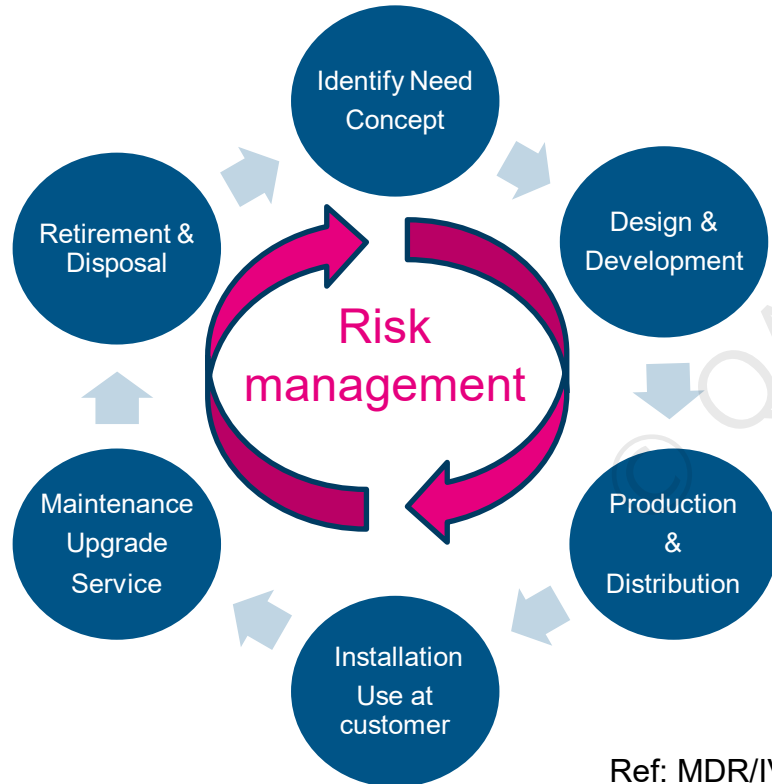 Identify Need
Concept
Design &
Development
Production
&
Distribution
Installation
Use at
customer
Maintenance
Upgrade
Service
Retirement &
Disposal
Risk
management
©
Ref: MDR/IV